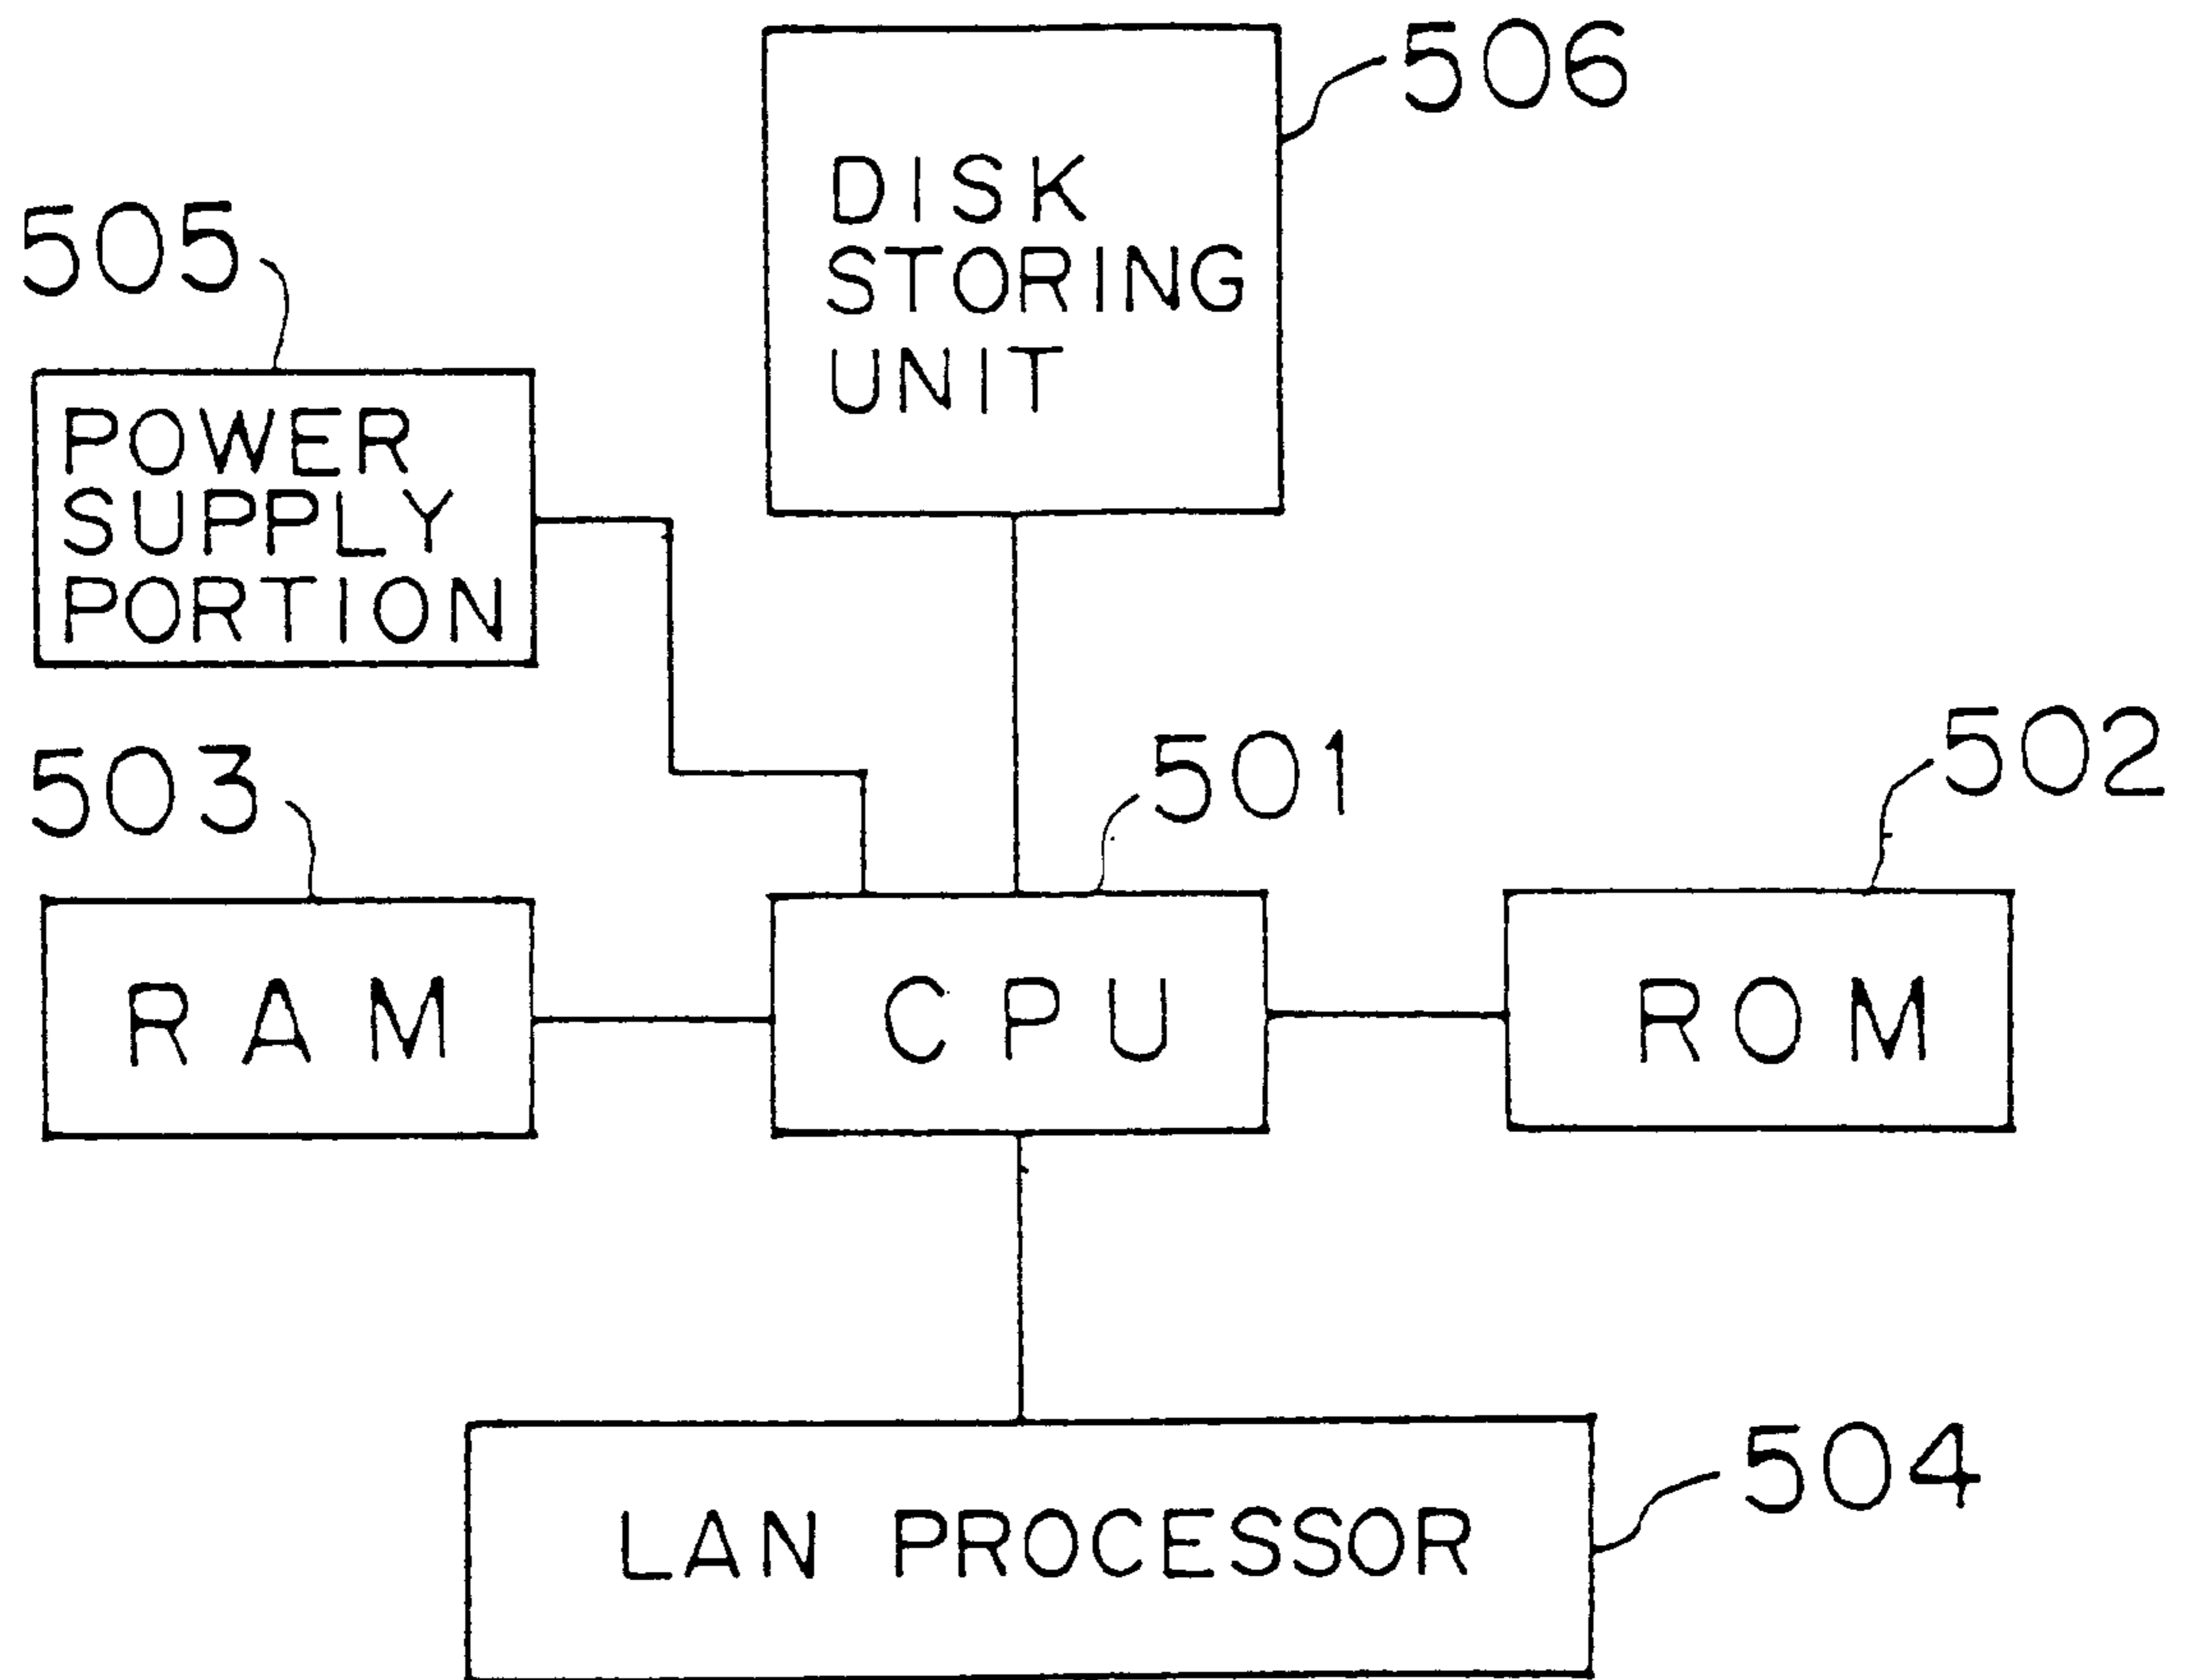 506
DISK
STORING
UNIT
505
POWER
SUPPLY
PORTION
503
501
502
RAM
CPU
ROM
504
LAN PROCESSOR